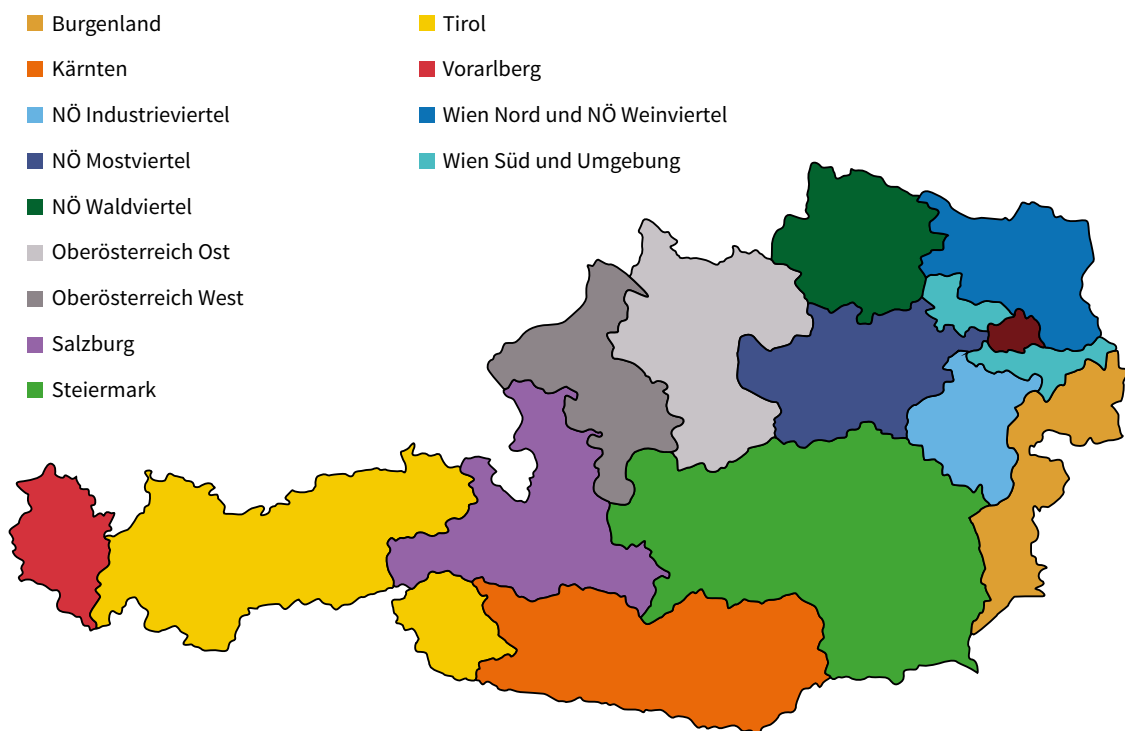 Burgenland
Kärnten
NÖ Industrieviertel
NÖ Mostviertel
NÖ Waldviertel
Oberösterreich Ost
Oberösterreich West
Salzburg
Steiermark
Tirol
Vorarlberg
Wien Nord und NÖ Weinviertel
Wien Süd und Umgebung